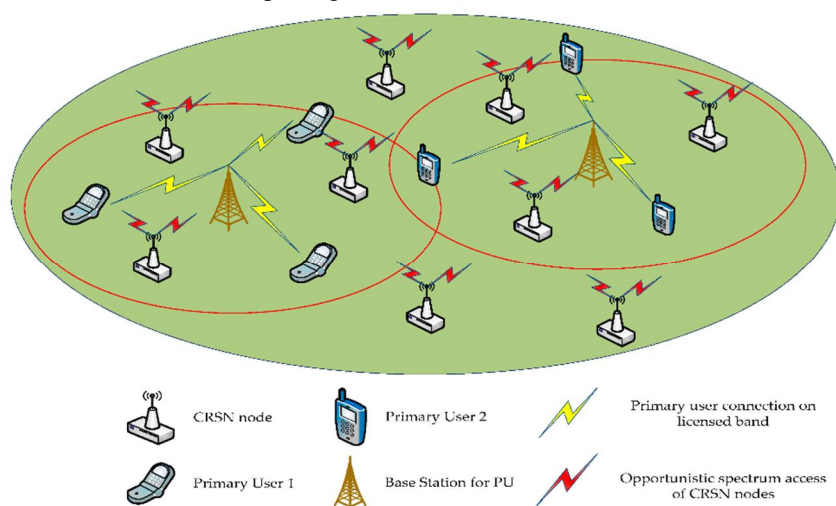 CRSN node
Primary User 2
Primary user connection on
licensed band
Primary User 1
Base Station for PU
Opportunistic spectrum access
of CRSN nodes